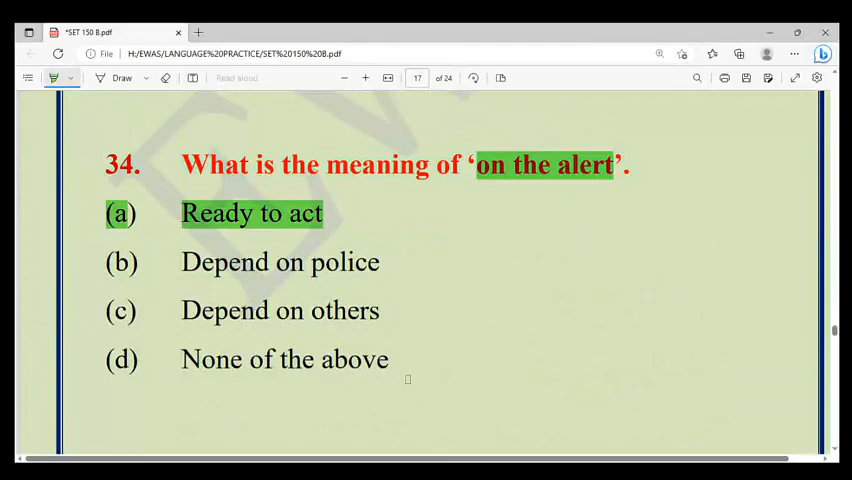 *SET 150 B.pdf
File
H:/EWAS/LANGUAGE%20PRACTICE/SET%20150%20B.pdf
Draw
Read aloud
17
of 24
34. What is the meaning of ‘on the alert’.
(a) Ready to act
(b) Depend on police
(c) Depend on others
(d) None of the above